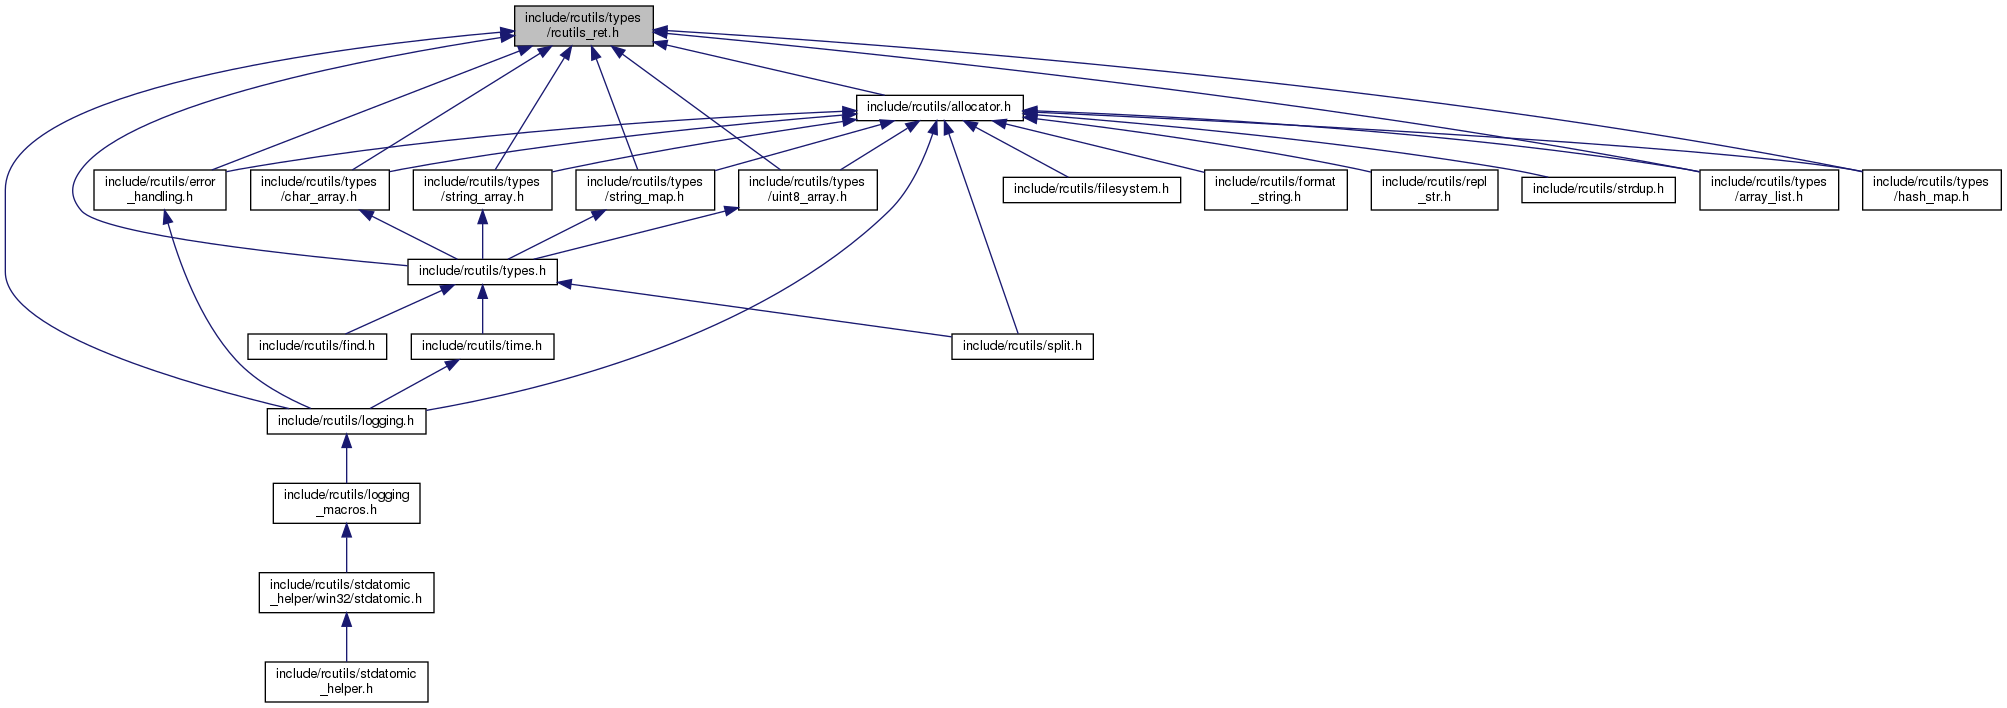 include/rcutils/types
/rcutils_ret.h
include/rcutils/allocator.h
include/rcutils/error
_handling.h
include/rcutils/types
/char_array.h
include/rcutils/types
/string_array.h
include/rcutils/types
/string_map.h
include/rcutils/types
/uint8_array.h
include/rcutils/filesystem.h
include/rcutils/format
_string.h
include/rcutils/repl
_str.h
include/rcutils/strdup.h
include/rcutils/types
/array_list.h
include/rcutils/types
/hash_map.h
include/rcutils/types.h
include/rcutils/find.h
include/rcutils/time.h
include/rcutils/split.h
include/rcutils/logging.h
include/rcutils/logging
_macros.h
include/rcutils/stdatomic
_helper/win32/stdatomic.h
include/rcutils/stdatomic
_helper.h